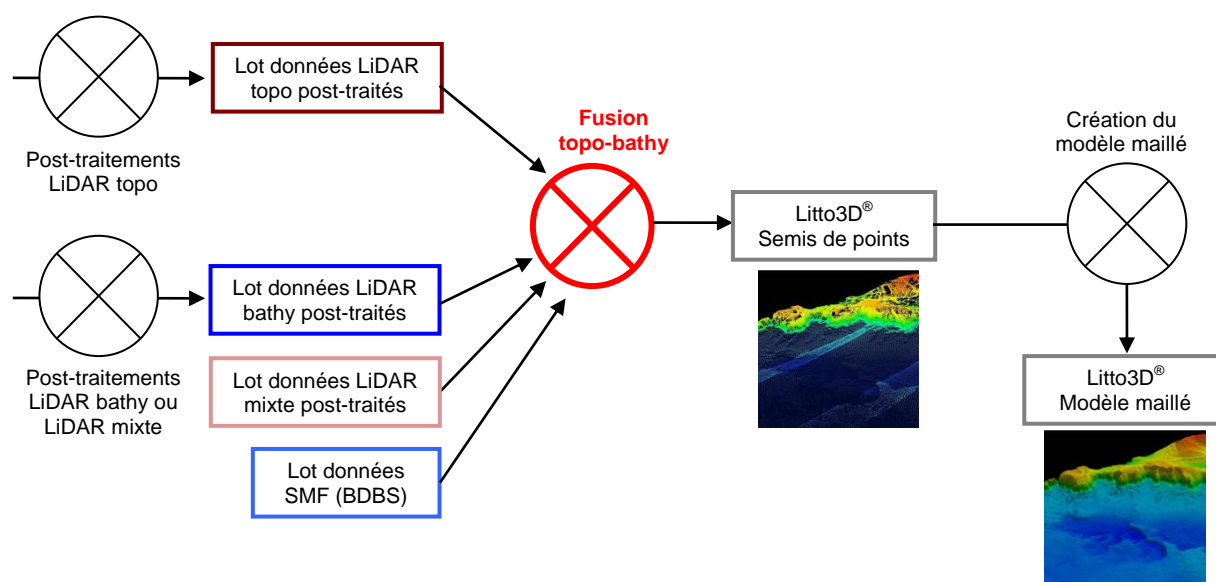 Post-traitements
LiDAR topo
Lot données LiDAR
topo post-traités
Post-traitements
LiDAR bathy ou
LiDAR mixte
Lot données LiDAR
bathy post-traités
Lot données LiDAR
mixte post-traités
Lot données
SMF (BDBS)
Fusion
topo-bathy
Litto3D®
Semis de points
Création du
modèle maillé
Litto3D®
Modèle maillé